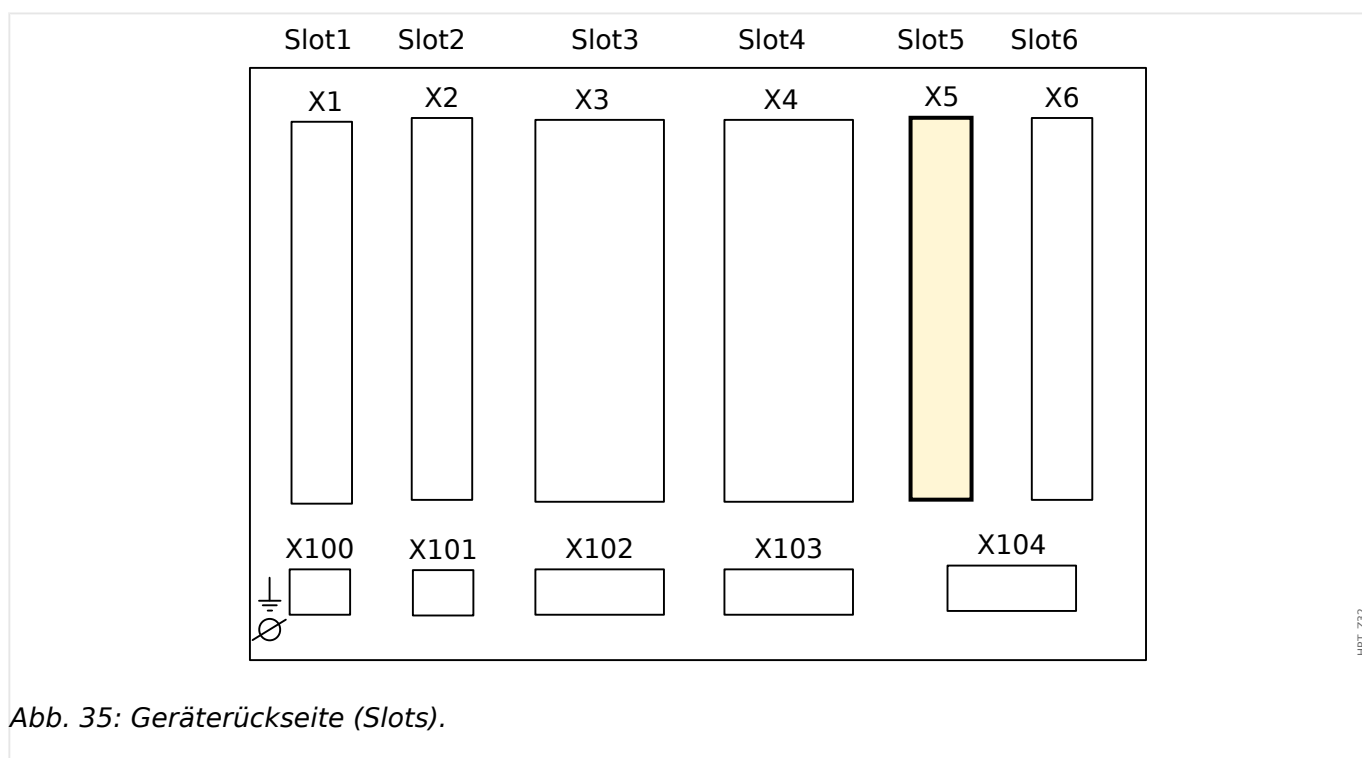 Slot1 Slot2 Slot3 Slot4 Slot5 Slot6
X1 X2 X3 X4 X5 X6
X100 X101 X102 X103 X104
Abb. 35: Geräterückseite (Slots).